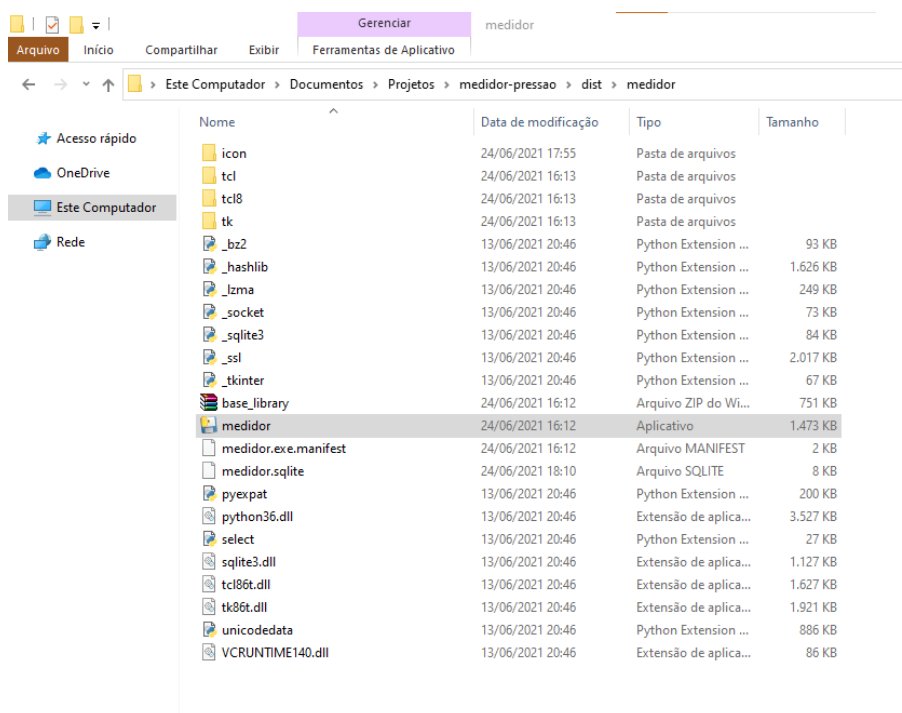 Gerenciar medidor
Arquivo Início Compartilhar Exibir Ferramentas de Aplicativo
Este Computador > Documentos > Projetos > medidor-pressao > dist > medidor
Acesso rápido
OneDrive
Este Computador
Rede
Nome Data de modificação Tipo Tamanho
icon 24/06/2021 17:55 Pasta de arquivos
tcl 24/06/2021 16:13 Pasta de arquivos
tcl8 24/06/2021 16:13 Pasta de arquivos
tk 24/06/2021 16:13 Pasta de arquivos
_bz2 13/06/2021 20:46 Python Extension ... 93 KB
_hashlib 13/06/2021 20:46 Python Extension ... 1.626 KB
_lzma 13/06/2021 20:46 Python Extension ... 249 KB
_socket 13/06/2021 20:46 Python Extension ... 73 KB
_sqlite3 13/06/2021 20:46 Python Extension ... 84 KB
_ssl 13/06/2021 20:46 Python Extension ... 2.017 KB
_tkinter 13/06/2021 20:46 Python Extension ... 67 KB
base_library 24/06/2021 16:12 Arquivo ZIP do Wi... 751 KB
medidor 24/06/2021 16:12 Aplicativo 1.473 KB
medidor.exe.manifest 24/06/2021 16:12 Arquivo MANIFEST 2 KB
medidor.sqlite 24/06/2021 18:10 Arquivo SQLITE 8 KB
pyexpat 13/06/2021 20:46 Python Extension ... 200 KB
python36.dll 13/06/2021 20:46 Extensão de aplica... 3.527 KB
select 13/06/2021 20:46 Python Extension ... 27 KB
sqlite3.dll 13/06/2021 20:46 Extensão de aplica... 1.127 KB
tcl86t.dll 13/06/2021 20:46 Extensão de aplica... 1.627 KB
tk86t.dll 13/06/2021 20:46 Extensão de aplica... 1.921 KB
unicodedata 13/06/2021 20:46 Python Extension ... 886 KB
VCRUNTIME140.dll 13/06/2021 20:46 Extensão de aplica... 86 KB